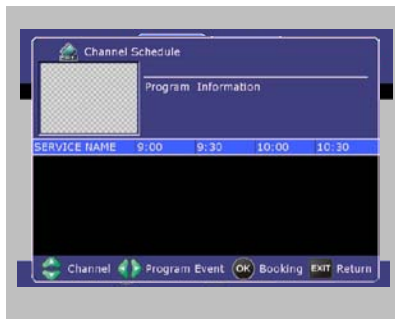 Channel Schedule
Program Information
SERVICE NAME 9:00 9:30 10:00 10:30
Channel Program Event OK Booking EXIT Return